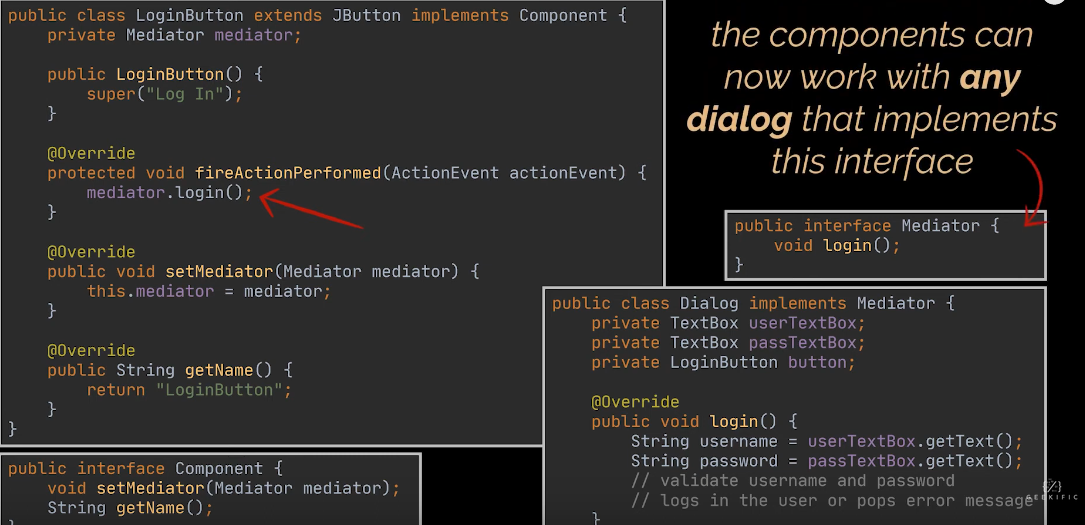 public class LoginButton extends JButton implements Component {
    private Mediator mediator;
    public LoginButton() {
        super("Log In");
    }
    @Override
    protected void fireActionPerformed(ActionEvent actionEvent) {
        mediator.login();
    }
    @Override
    public void setMediator(Mediator mediator) {
        this.mediator = mediator;
    }
    @Override
    public String getName() {
        return "LoginButton";
    }
}
public interface Component {
    void setMediator(Mediator mediator);
    String getName();
the components can
now work with any
dialog that implements
this interface
public interface Mediator {
    void login();
}
public class Dialog implements Mediator {
    private TextBox userTextBox;
    private TextBox passTextBox;
    private LoginButton button;
    @Override
    public void login() {
        String username = userTextBox.getText();
        String password = passTextBox.getText();
        // validate username and password
        // logs in the user or pops error message
    }
GEEKIFIC